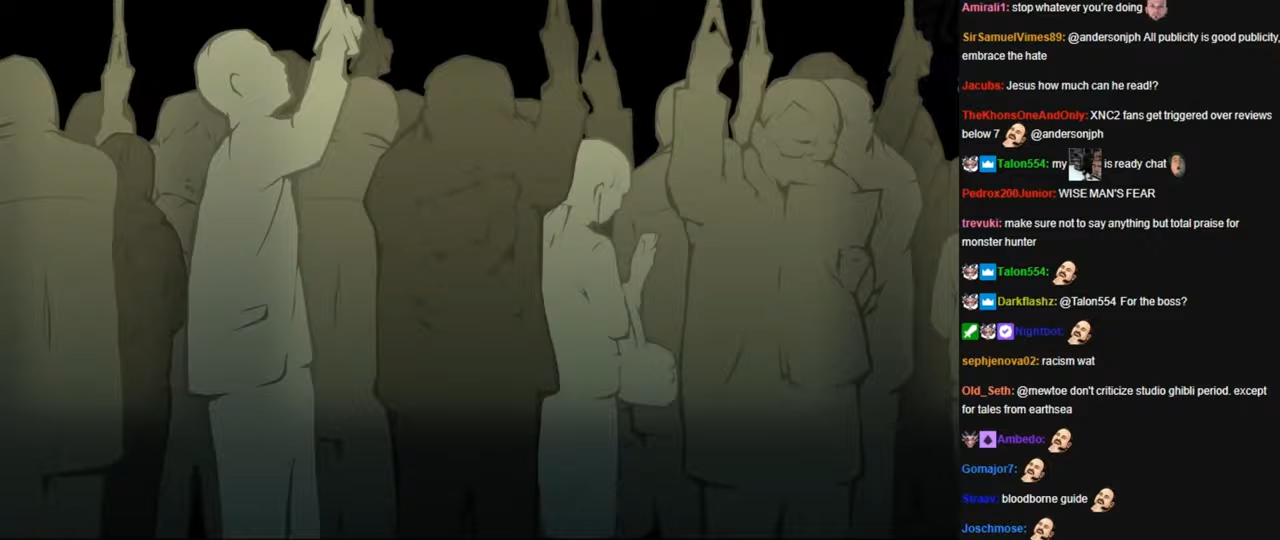 Amirali1: stop whatever you're doing
SirSamuelVimes89: @andersonjph All publicity is good publicity,
embrace the hate
Jacubs: Jesus how much can he read!?
TheKhonsOneAndOnly: XNC2 fans get triggered over reviews
below 7 @andersonjph
Talon554: my is ready chat
Pedrox200Junior: WISE MAN'S FEAR
trevuki: make sure not to say anything but total praise for
monster hunter
Talon554:
Darkflashz: @Talon554 For the boss?
Nightbot:
sephjenova02: racism wat
Old_Seth: @mewtoe don't criticize studio ghibli period. except
for tales from earthsea
Ambedo:
Gomajor7:
Straav: bloodborne guide
Joschmose: